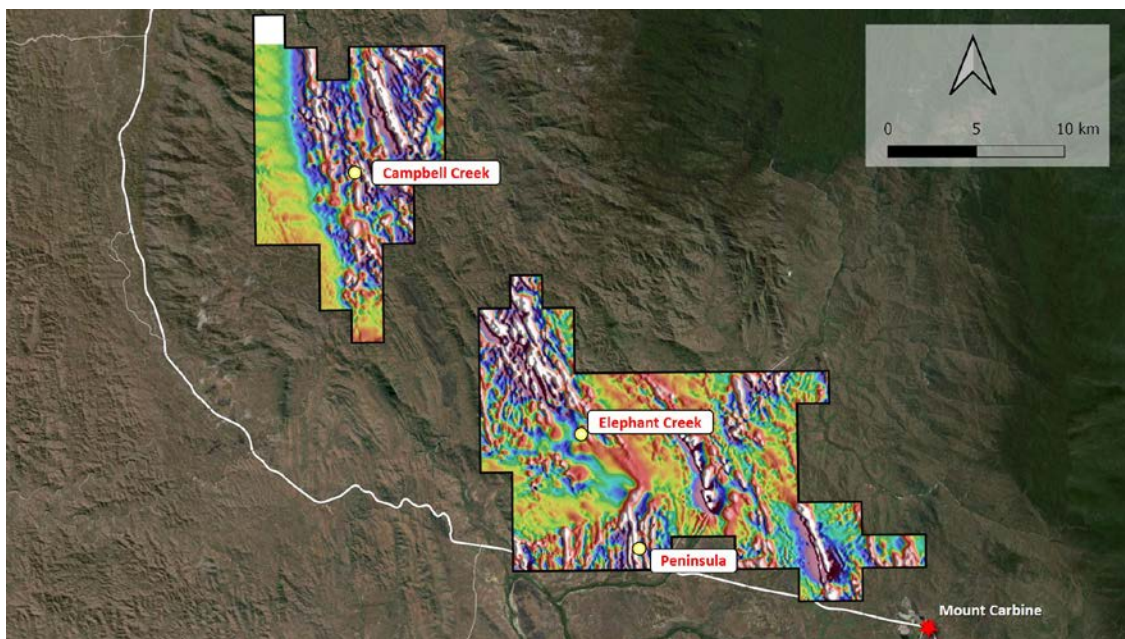 0 5 10 km
Campbell Creek
Elephant Creek
Peninsula
Mount Carbine